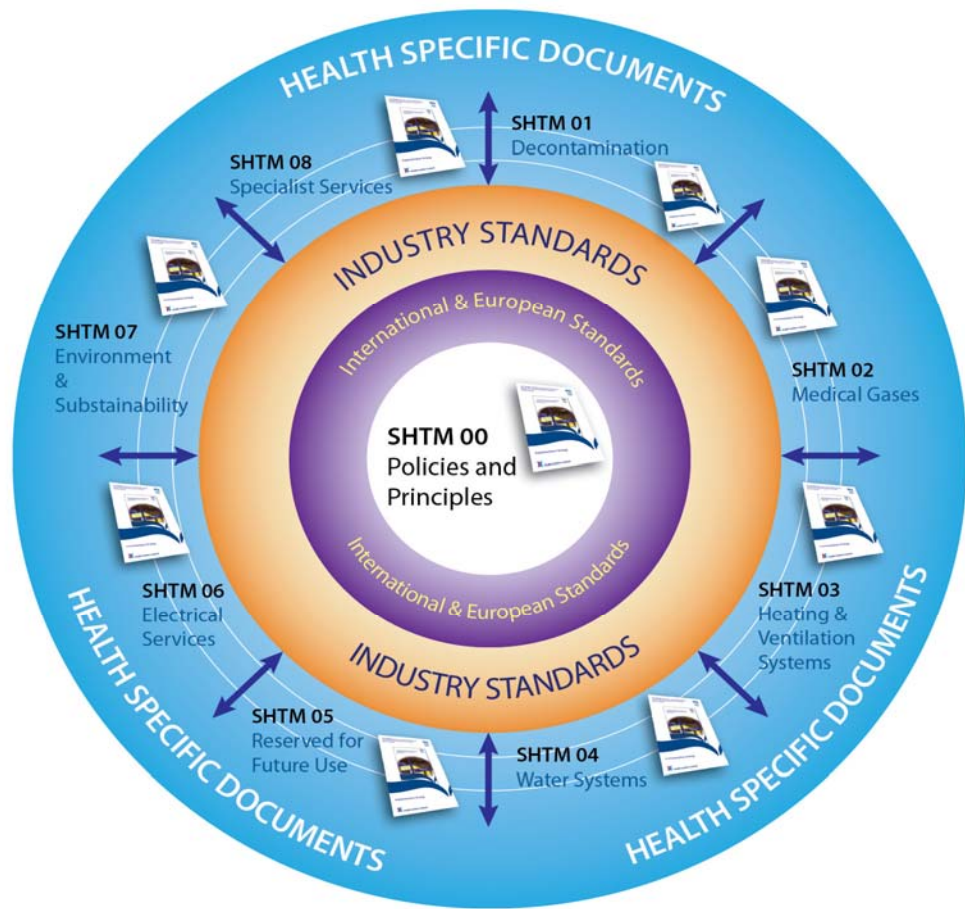 HEALTH SPECIFIC DOCUMENTS
SHTM 01
Decontamination
SHTM 08
Specialist Services
INDUSTRY STANDARDS
International & European Standards
SHTM 07
Environment
&
Substainability
SHTM 02
Medical Gases
SHTM 00
Policies and
Principles
International & European Standards
INDUSTRY STANDARDS
SHTM 06
Electrical
Services
SHTM 03
Heating &
Ventilation
Systems
SHTM 05
Reserved for
Future Use
SHTM 04
Water Systems
HEALTH SPECIFIC DOCUMENTS
HEALTH SPECIFIC DOCUMENTS